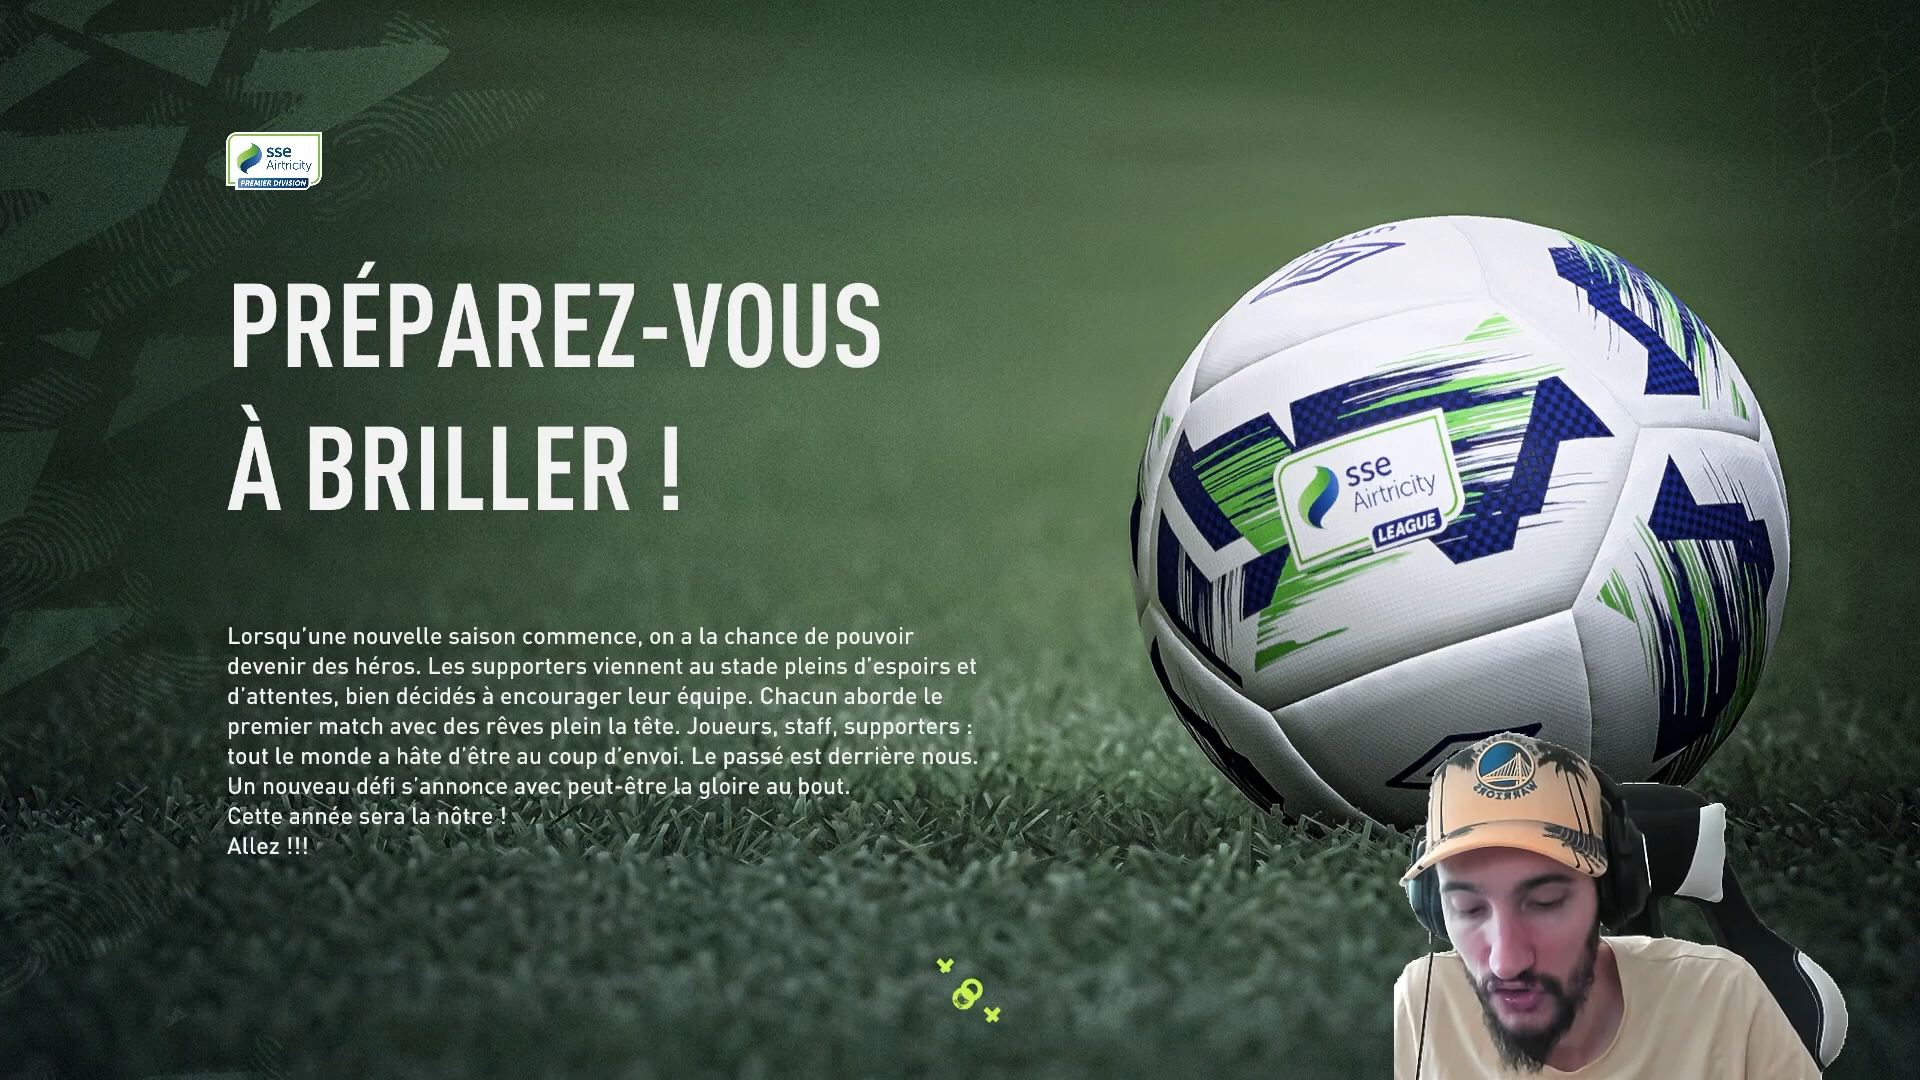 sse
Airtricity
PREMIER DIVISION
PRÉPAREZ-VOUS
À BRILLER !
sse
Airtricity
LEAGUE
Lorsqu’une nouvelle saison commence, on a la chance de pouvoir
devenir des héros. Les supporters viennent au stade pleins d’espoirs et
d’attentes, bien décidés à encourager leur équipe. Chacun aborde le
premier match avec des rêves plein la tête. Joueurs, staff, supporters :
tout le monde a hâte d’être au coup d’envoi. Le passé est derrière nous.
Un nouveau défi s’annonce avec peut-être la gloire au bout.
Cette année sera la nôtre !
Allez !!!
WARRIORS